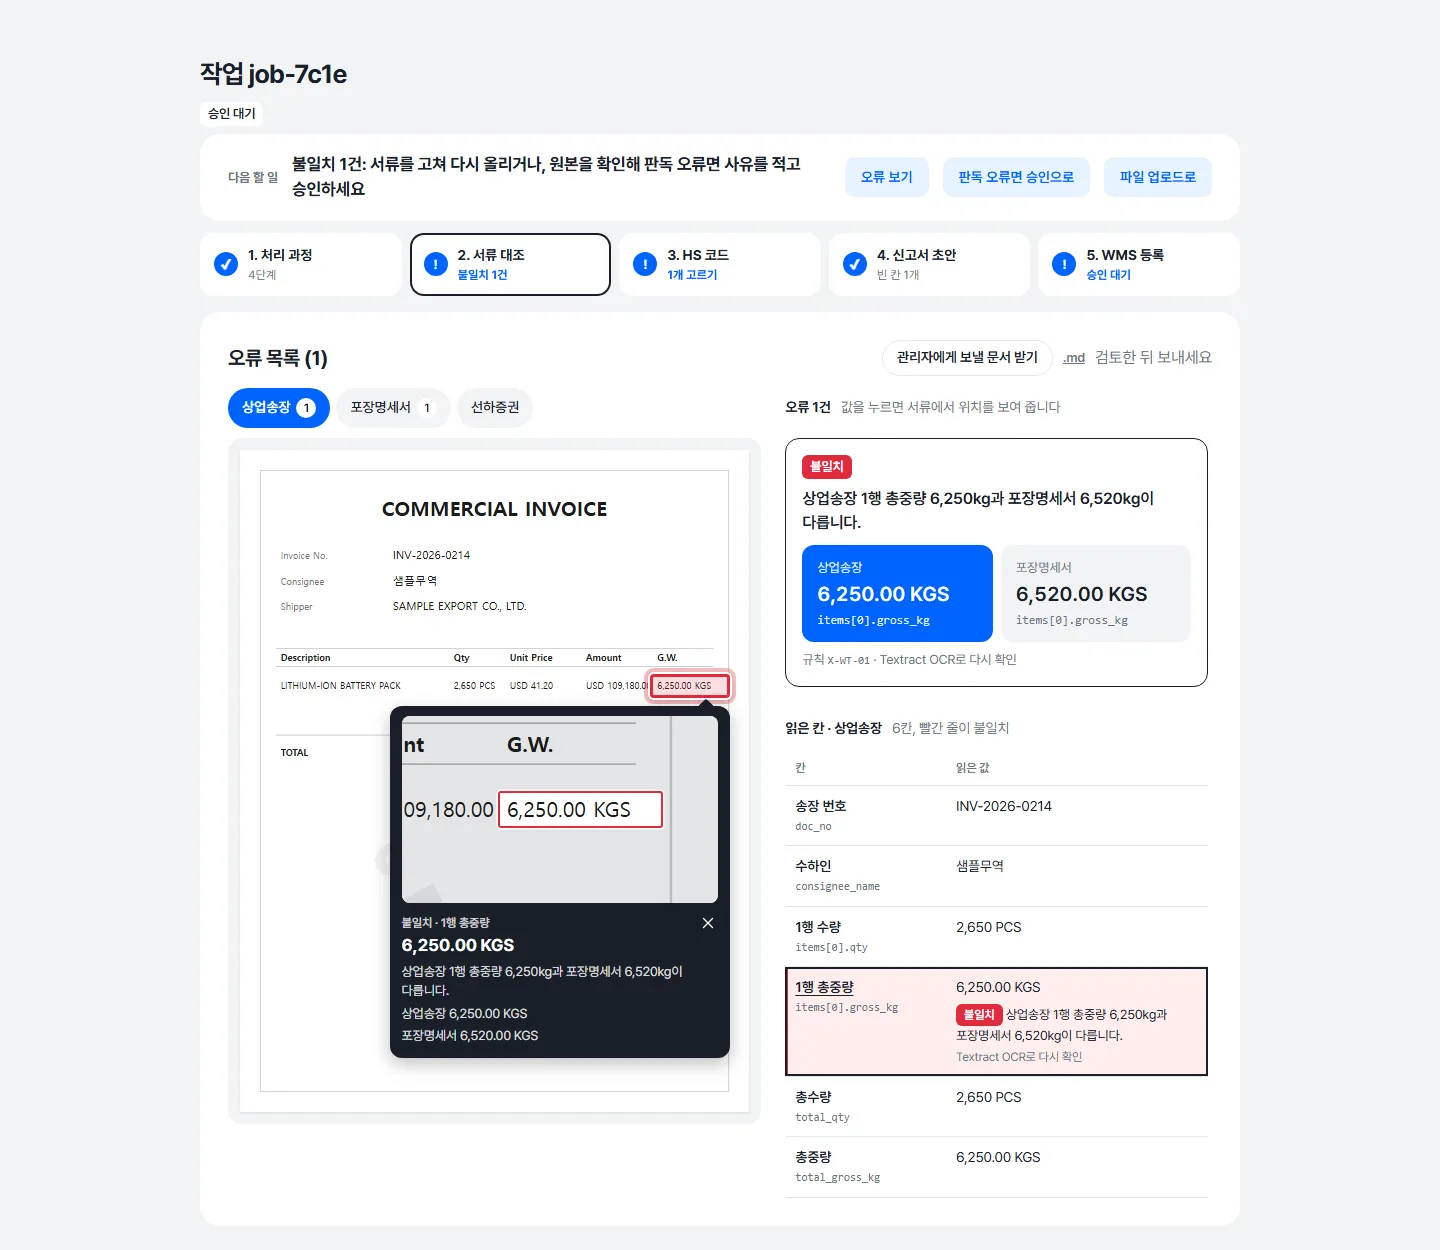 작업 job-7c1e
승인 대기
다음 할 일
불일치 1건: 서류를 고쳐 다시 올리거나, 원본을 확인해 판독 오류면 사유를 적고
승인하세요
오류 보기
판독 오류면 승인으로
파일 업로드로
1. 처리 과정
4단계
2. 서류 대조
불일치 1건
3. HS 코드
1개 고르기
4. 신고서 초안
빈 칸 1개
5. WMS 등록
승인 대기
오류 목록 (1)
관리자에게 보낼 문서 받기 .md 검토한 뒤 보내세요
상업송장 1
포장명세서 1
선하증권
COMMERCIAL INVOICE
Invoice No. INV-2026-0214
Consignee 샘플무역
Shipper SAMPLE EXPORT CO., LTD.
Description Qty Unit Price Amount G.W.
LITHIUM-ION BATTERY PACK 2,650 PCS USD 41.20 USD 109,180.0 6,250.00 KGS
TOTAL
nt G.W.
09,180.00 6,250.00 KGS
불일치 · 1행 총중량
6,250.00 KGS
상업송장 1행 총중량 6,250kg과 포장명세서 6,520kg이
다릅니다.
상업송장 6,250.00 KGS
포장명세서 6,520.00 KGS
오류 1건 값을 누르면 서류에서 위치를 보여 줍니다
불일치
상업송장 1행 총중량 6,250kg과 포장명세서 6,520kg이
다릅니다.
상업송장
6,250.00 KGS
items[0].gross_kg
포장명세서
6,520.00 KGS
items[0].gross_kg
규칙 X-WT-01 · Textract OCR로 다시 확인
읽은 칸 · 상업송장 6칸, 빨간 줄이 불일치
칸 읽은 값
송장 번호 INV-2026-0214
doc_no
수하인 샘플무역
consignee_name
1행 수량 2,650 PCS
items[0].qty
1행 총중량 6,250.00 KGS
items[0].gross_kg
불일치 상업송장 1행 총중량 6,250kg과
포장명세서 6,520kg이 다릅니다.
Textract OCR로 다시 확인
총수량 2,650 PCS
total_qty
총중량 6,250.00 KGS
total_gross_kg